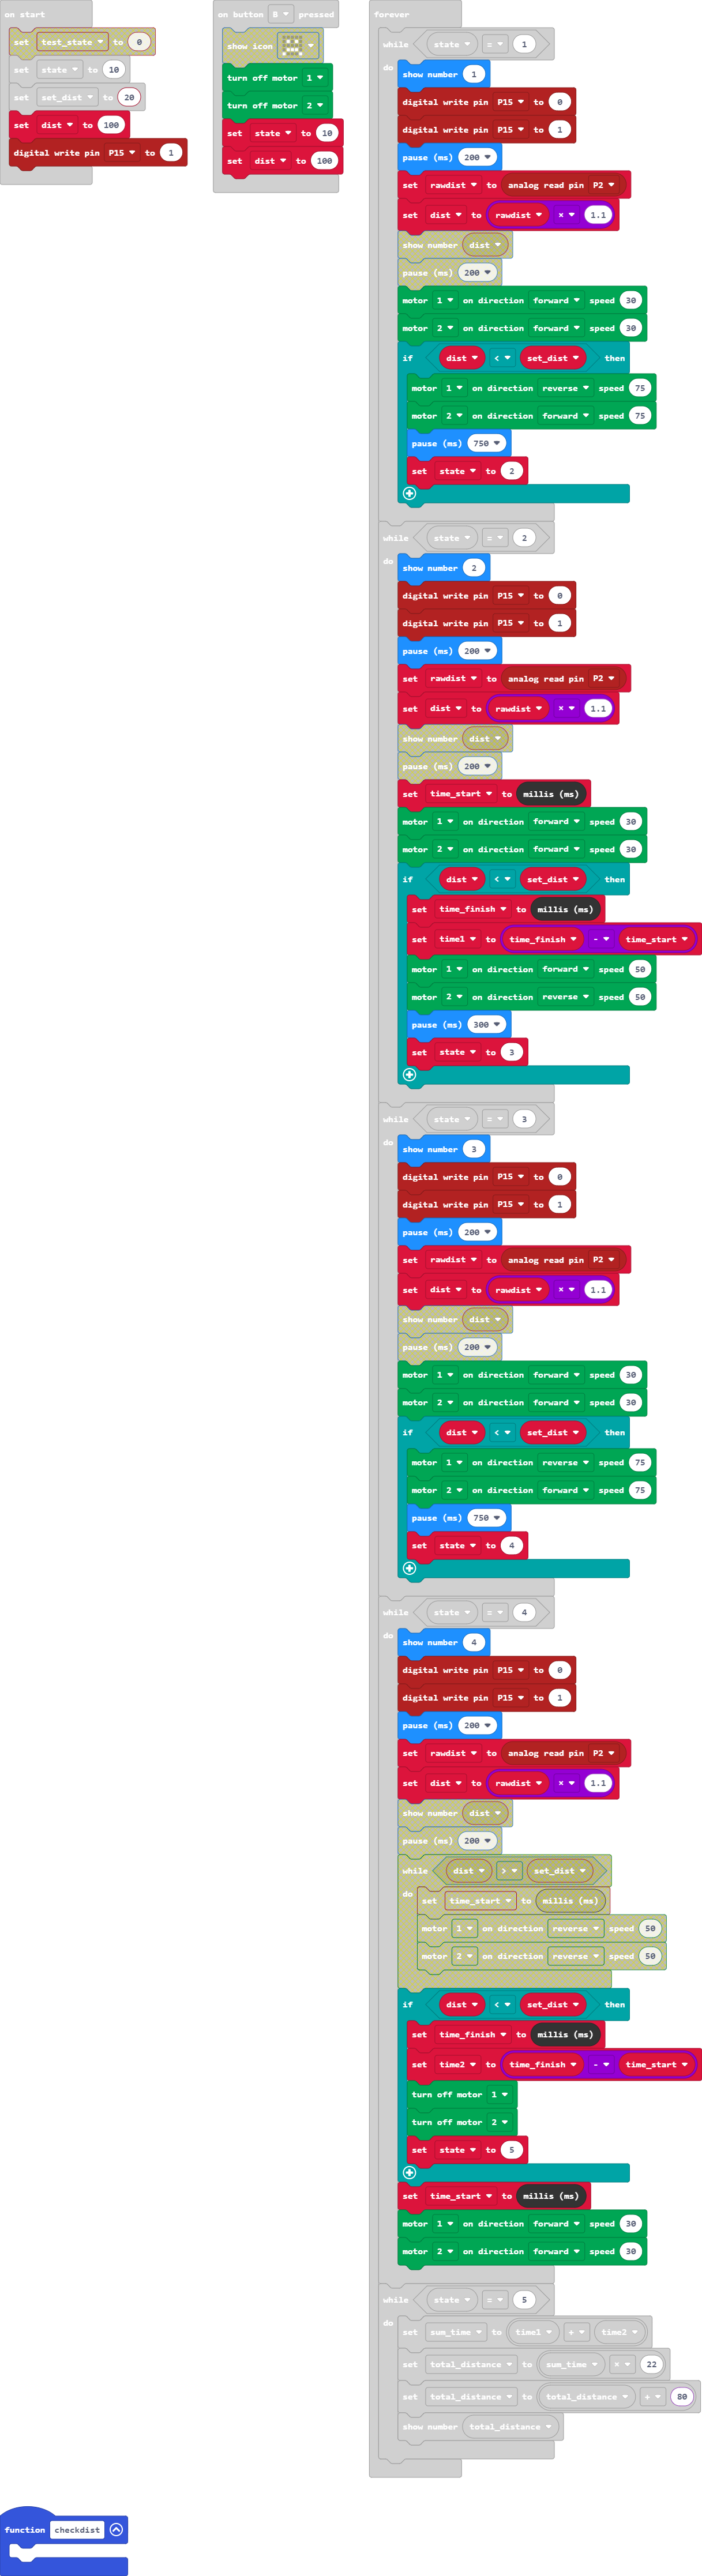 on start
set test_state to 0
set state to 10
set set_dist to 20
set dist to 100
digital write pin P15 to 1
on button B pressed
show icon
turn off motor 1
turn off motor 2
set state to 10
set dist to 100
forever
while state = 1
do
show number 1
digital write pin P15 to 0
digital write pin P15 to 1
pause (ms) 200
set rawdist to analog read pin P2
set dist to rawdist × 1.1
show number dist
pause (ms) 200
motor 1 on direction forward speed 30
motor 2 on direction forward speed 30
if dist < set_dist then
motor 1 on direction reverse speed 75
motor 2 on direction forward speed 75
pause (ms) 750
set state to 2
while state = 2
do
show number 2
digital write pin P15 to 0
digital write pin P15 to 1
pause (ms) 200
set rawdist to analog read pin P2
set dist to rawdist × 1.1
show number dist
pause (ms) 200
set time_start to millis (ms)
motor 1 on direction forward speed 30
motor 2 on direction forward speed 30
if dist < set_dist then
set time_finish to millis (ms)
set time1 to time_finish - time_start
motor 1 on direction forward speed 50
motor 2 on direction reverse speed 50
pause (ms) 300
set state to 3
while state = 3
do
show number 3
digital write pin P15 to 0
digital write pin P15 to 1
pause (ms) 200
set rawdist to analog read pin P2
set dist to rawdist × 1.1
show number dist
pause (ms) 200
motor 1 on direction forward speed 30
motor 2 on direction forward speed 30
if dist < set_dist then
motor 1 on direction reverse speed 75
motor 2 on direction forward speed 75
pause (ms) 750
set state to 4
while state = 4
do
show number 4
digital write pin P15 to 0
digital write pin P15 to 1
pause (ms) 200
set rawdist to analog read pin P2
set dist to rawdist × 1.1
show number dist
pause (ms) 200
while dist > set_dist
do
set time_start to millis (ms)
motor 1 on direction reverse speed 50
motor 2 on direction reverse speed 50
if dist < set_dist then
set time_finish to millis (ms)
set time2 to time_finish - time_start
turn off motor 1
turn off motor 2
set state to 5
set time_start to millis (ms)
motor 1 on direction forward speed 30
motor 2 on direction forward speed 30
while state = 5
do
set sum_time to time1 + time2
set total_distance to sum_time × 22
set total_distance to total_distance + 80
show number total_distance
function checkdist